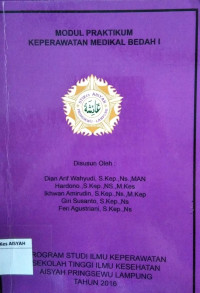 MODUL PRAKTIKUM
KEPERAWATAN MEDIKAL BEDAH I
Disusun Oleh :
Dian Arif Wahyudi, S.Kep.,Ns.,MAN
Hardono.,S.Kep.,NS.,M.Kes
Ikhwan Amirudin, S.Kep.,Ns.,M.Kep
Giri Susanto, S.Kep.,Ns
Feri Agustriani, S.Kep.,Ns
PROGRAM STUDI ILMU KEPERAWATAN
SEKOLAH TINGGI ILMU KESEHATAN
AISYAH PRINGSEWU LAMPUNG